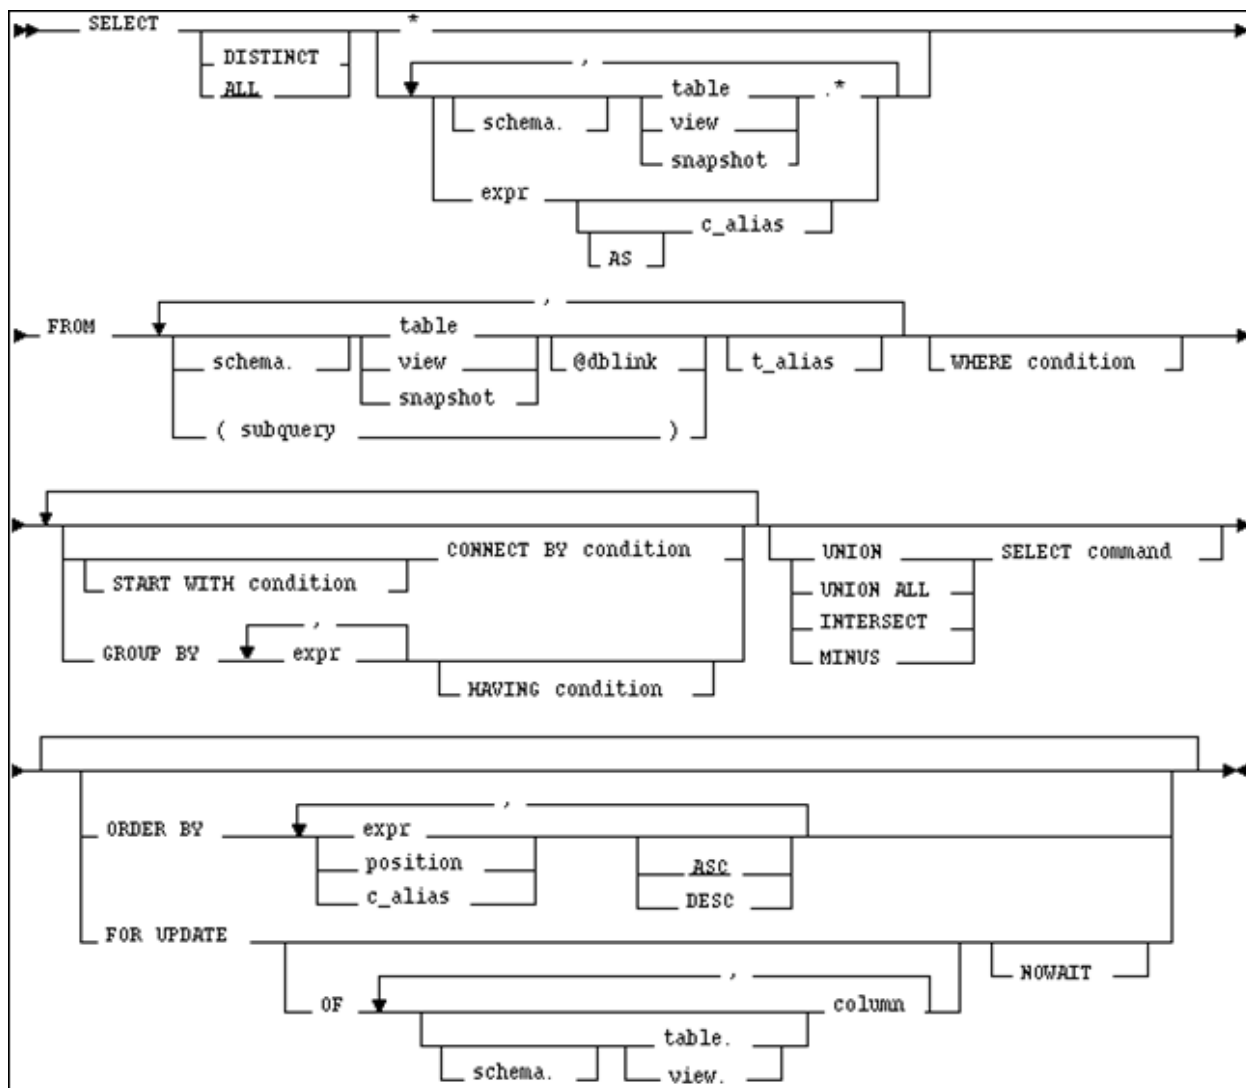 SELECT *
DISTINCT
ALL
,
table .*
schema. view
snapshot
expr
c_alias
AS
,
FROM table
schema. view @dblink t_alias WHERE condition
snapshot
( subquery )
CONNECT BY condition UNION SELECT command
START WITH condition UNION ALL
INTERSECT
,
GROUP BY expr MINUS
HAVING condition
,
ORDER BY expr
position ASC
c_alias DESC
FOR UPDATE
NOWAIT
,
OF column
table.
schema. view.